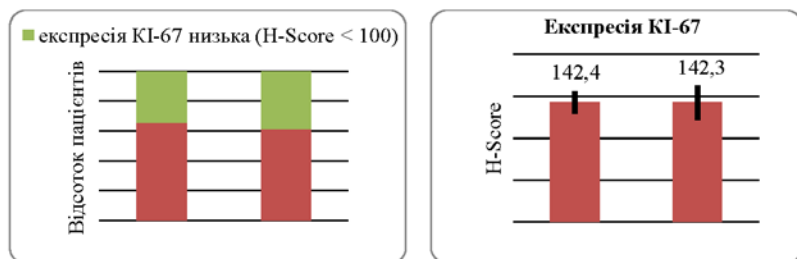 експресія КІ-67 низька (H-Score < 100)
Відсоток пацієнтів
Експресія КІ-67
142,4
142,3
H-Score